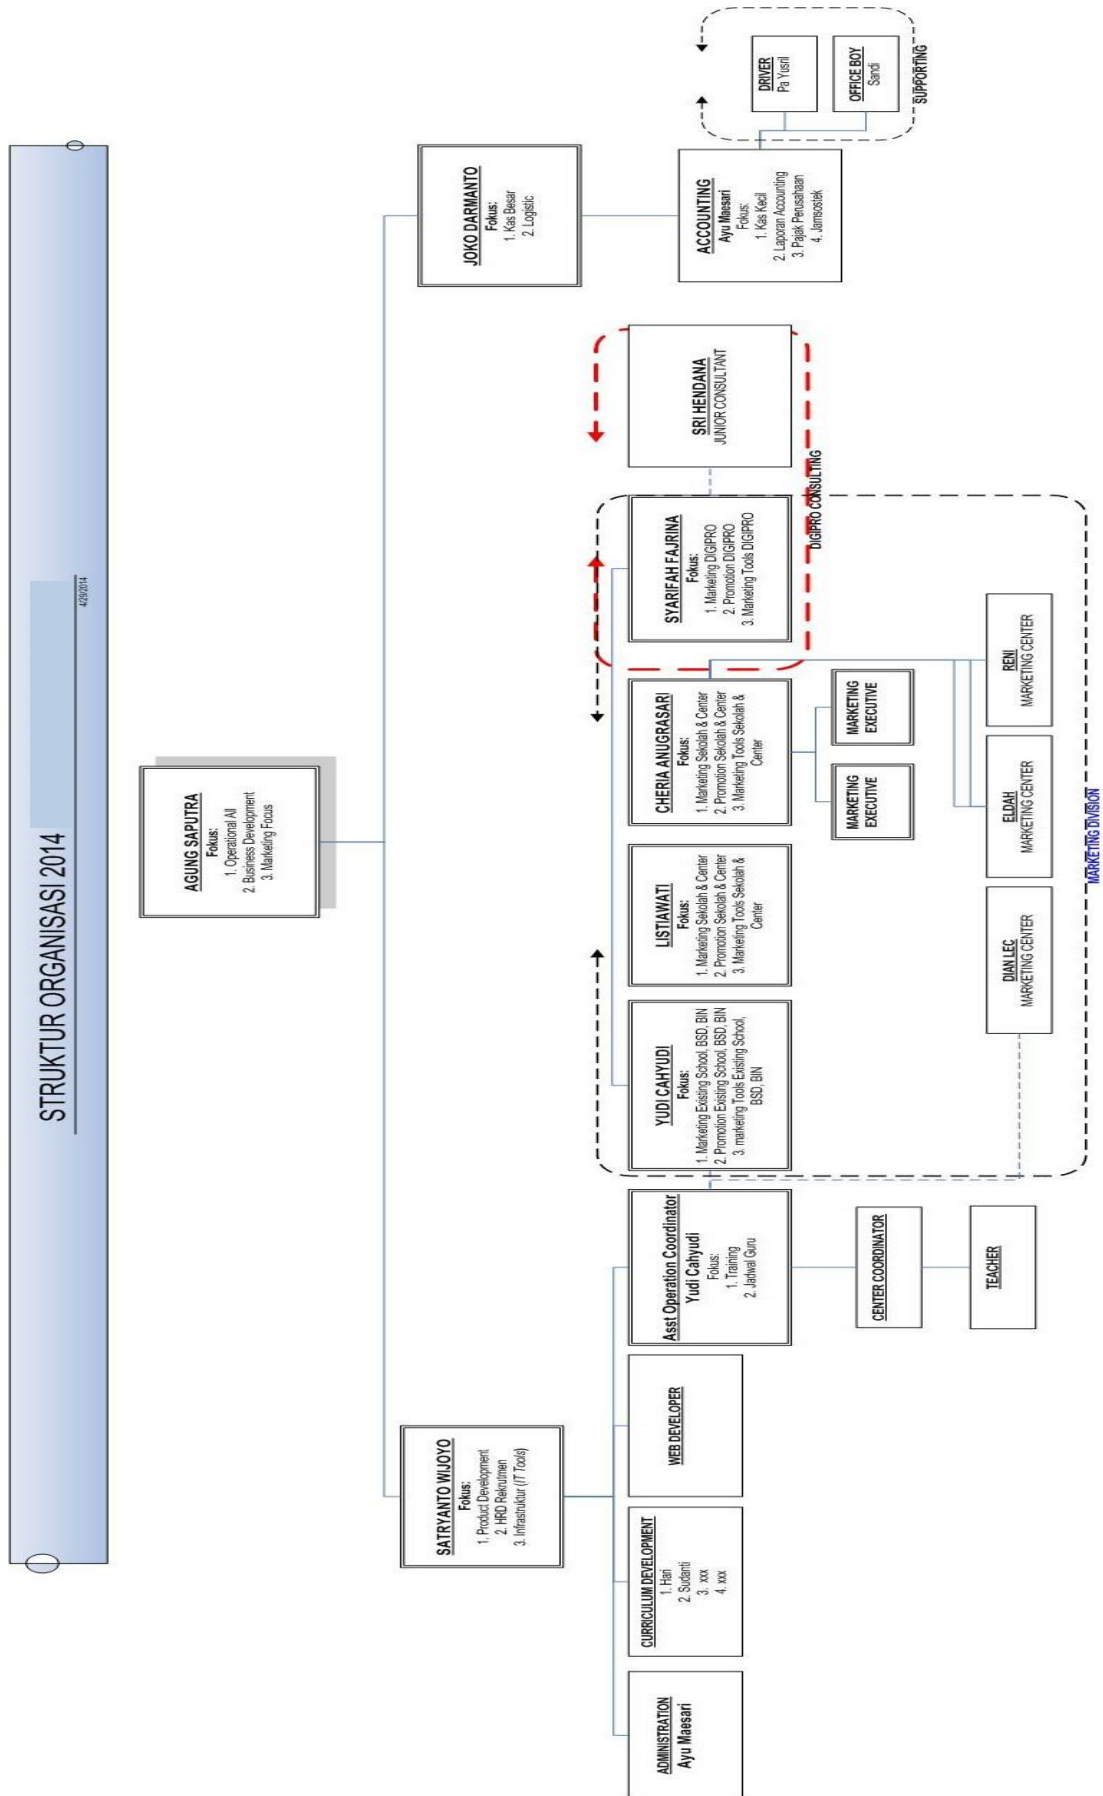 STRUKTUR ORGANISASI 2014
4/29/2014
AGUNG SAPUTRA
Fokus:
1. Operational All
2. Business Development
3. Marketing Focus
SATRYANTO WIJOYO
Fokus:
1. Product Development
2. HRD Rekrutmen
3. Infrastruktur (IT Tools)
JOKO DARMANTO
Fokus:
1. Kas Besar
2. Logistic
ADMINISTRATION
Ayu Maesari
CURRICULUM DEVELOPMENT
1. Hari
2. Sudanti
3. xxx
4. xxx
WEB DEVELOPER
Asst Operation Coordinator
Yudi Cahyudi
Fokus:
1. Training
2. Jadwal Guru
YUDI CAHYUDI
Fokus:
1. Marketing Existing School, BSD, BIN
2. Promotion Existing School, BSD, BIN
3. marketing Tools Existing School,
BSD, BIN
LISTIAWATI
Fokus:
1. Marketing Sekolah & Center
2. Promotion Sekolah & Center
3. Marketing Tools Sekolah &
Center
CHERIA ANUGRASARI
Fokus:
1. Marketing Sekolah & Center
2. Promotion Sekolah & Center
3. Marketing Tools Sekolah &
Center
SYARIFAH FAJRINA
Fokus:
1. Marketing DIGIPRO
2. Promotion DIGIPRO
3. Marketing Tools DIGIPRO
SRI HENDANA
JUNIOR CONSULTANT
ACCOUNTING
Ayu Maesari
Fokus:
1. Kas Kecil
2. Laporan Accounting
3. Pajak Perusahaan
4. Jamsostek
DRIVER
Pa Yusril
OFFICE BOY
Sandi
SUPPORTING
DIGIPRO CONSULTING
CENTER COORDINATOR
MARKETING
EXECUTIVE
MARKETING
EXECUTIVE
TEACHER
DIAN LEC
MARKETING CENTER
ELDAH
MARKETING CENTER
RENI
MARKETING CENTER
MARKETING DIVISION